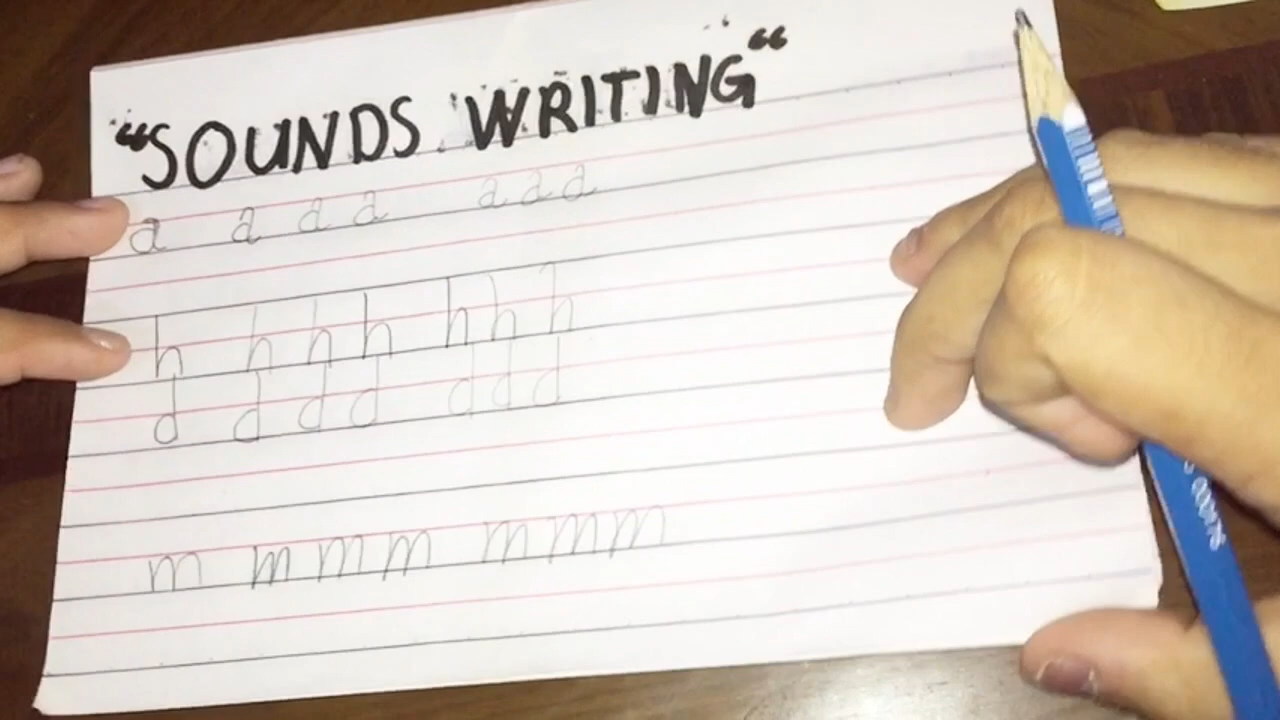 “SOUNDS WRITING“
a a a a a a a
h h h h h h h
d d d d d d d
m m m m m m m